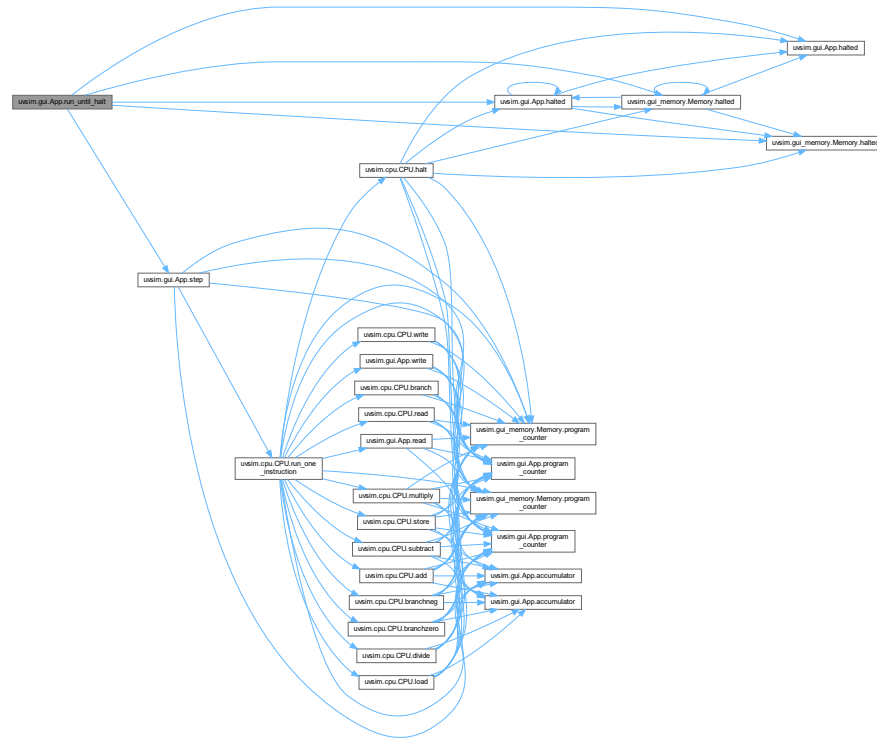 uvsim.gui.App.halted
uvsim.gui.App.run_until_halt
uvsim.gui.App.halted
uvsim.gui_memory.Memory.halted
uvsim.gui_memory.Memory.halted
uvsim.cpu.CPU.halt
uvsim.gui.App.step
uvsim.cpu.CPU.write
uvsim.gui.App.write
uvsim.cpu.CPU.branch
uvsim.cpu.CPU.read
uvsim.gui_memory.Memory.program
_counter
uvsim.gui.App.read
uvsim.cpu.CPU.run_one
_instruction
uvsim.gui.App.program
_counter
uvsim.cpu.CPU.multiply
uvsim.gui_memory.Memory.program
_counter
uvsim.cpu.CPU.store
uvsim.gui.App.program
_counter
uvsim.cpu.CPU.subtract
uvsim.cpu.CPU.add
uvsim.gui.App.accumulator
uvsim.cpu.CPU.branchneg
uvsim.gui.App.accumulator
uvsim.cpu.CPU.branchzero
uvsim.cpu.CPU.divide
uvsim.cpu.CPU.load